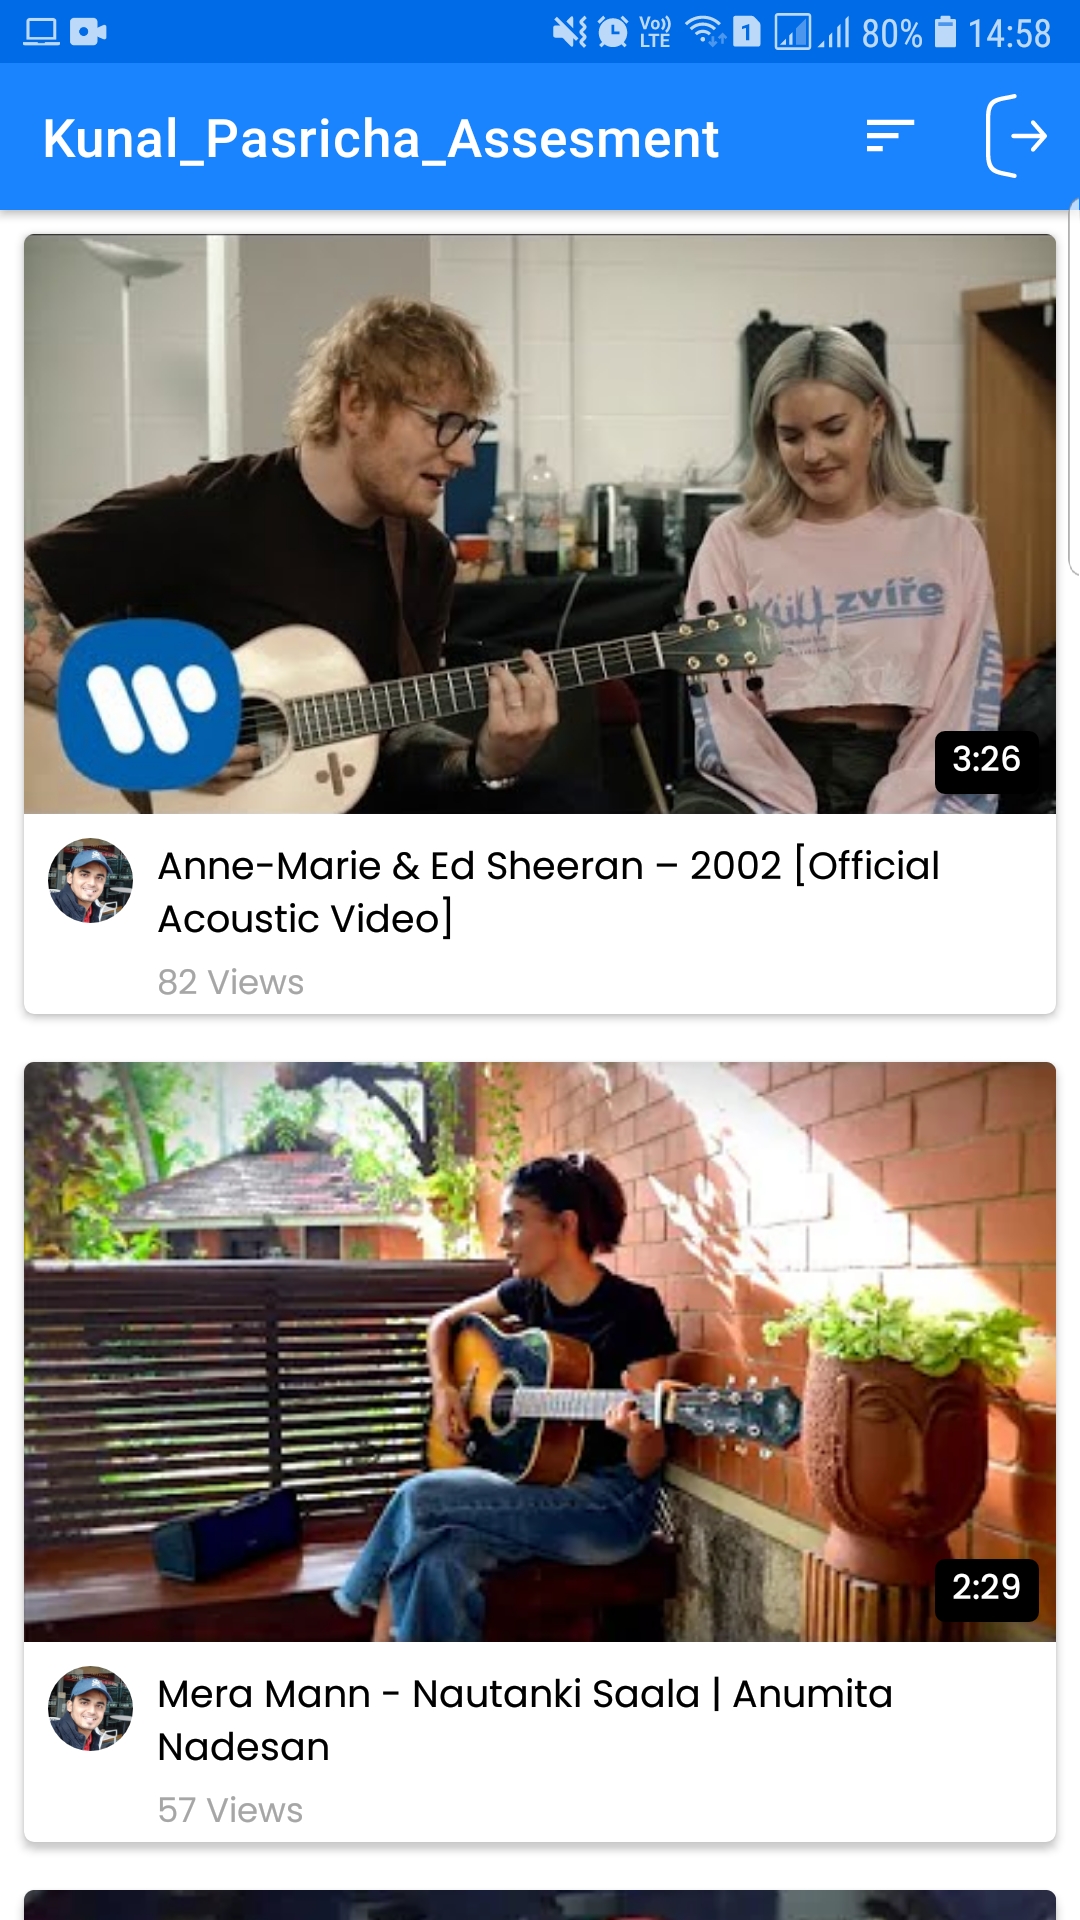 Vo)) LTE 1 80% 14:58
Kunal_Pasricha_Assesment
zvíře
3:26
Anne-Marie & Ed Sheeran – 2002 [Official
Acoustic Video]
82 Views
2:29
Mera Mann - Nautanki Saala | Anumita
Nadesan
57 Views